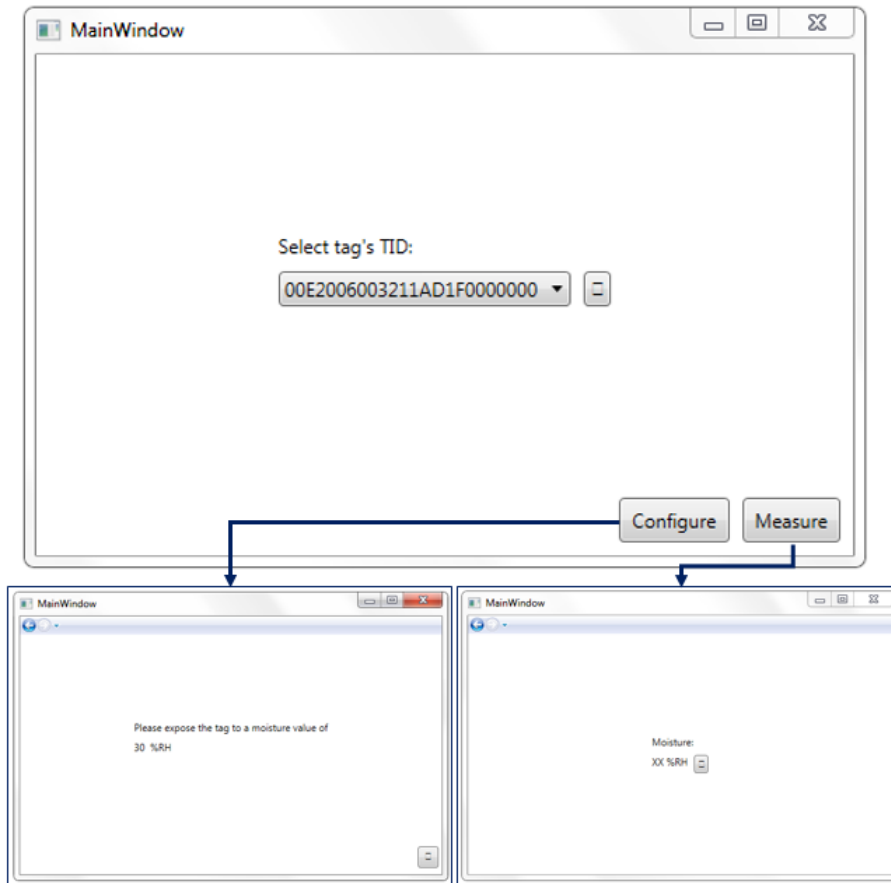 MainWindow
Select tag's TID:
00E2006003211AD1F0000000
Configure
Measure
MainWindow
Please expose the tag to a moisture value of
30 %RH
MainWindow
Moisture:
XX %RH